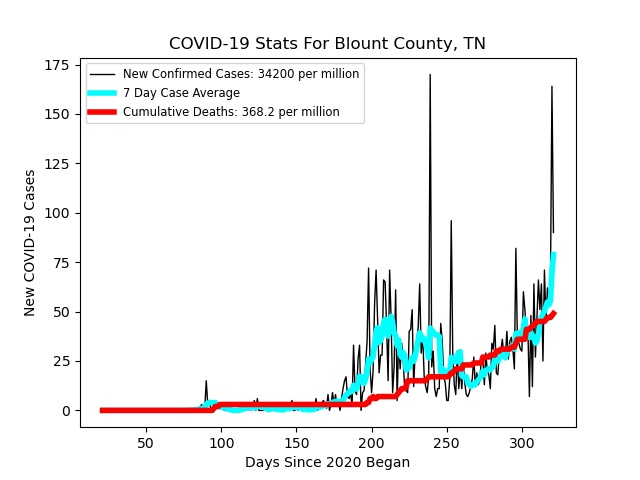 COVID-19 Stats For Blount County, TN
New Confirmed Cases: 34200 per million
7 Day Case Average
Cumulative Deaths: 368.2 per million
175
150
125
100
75
50
25
0
New COVID-19 Cases
50 100 150 200 250 300
Days Since 2020 Began